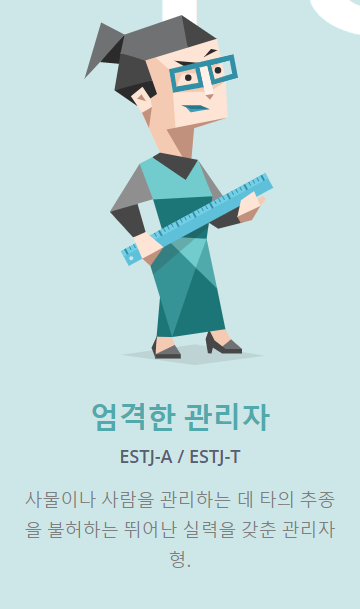 엄격한 관리자
ESTJ-A / ESTJ-T
사물이나 사람을 관리하는 데 타의 추종
을 불허하는 뛰어난 실력을 갖춘 관리자
형.